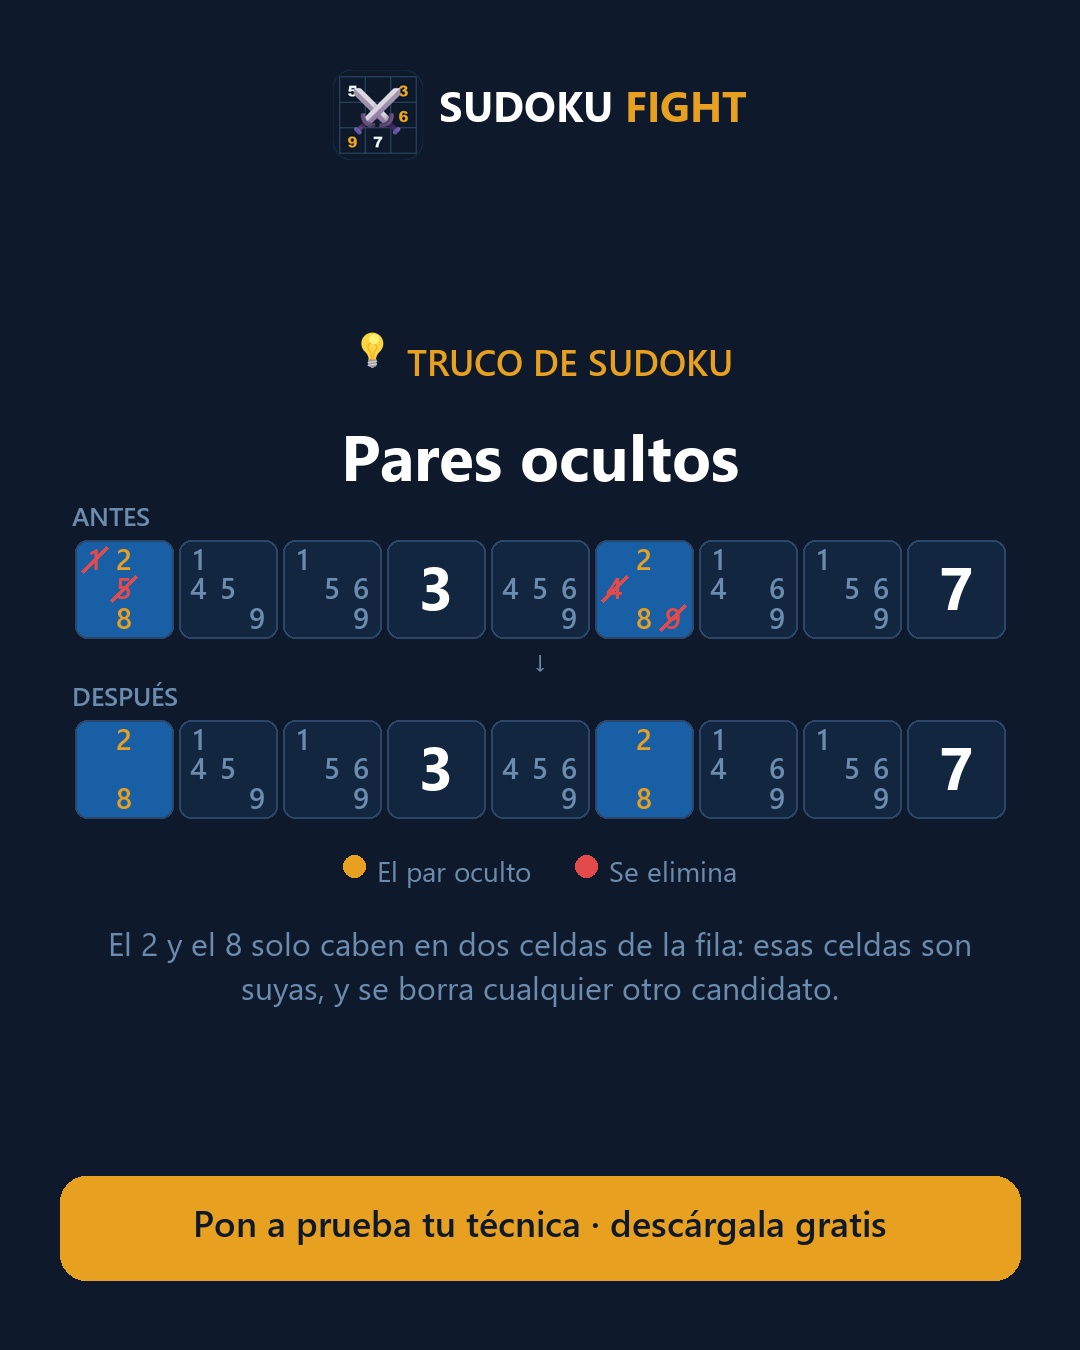 5 3
6
9 7
SUDOKU FIGHT
TRUCO DE SUDOKU
Pares ocultos
ANTES
1 2 1 1 2 1 1
5 4 5 5 6 3 4 5 6 4 4 6 5 6 7
8 9 9 9 8 9 9 9
↓
DESPUÉS
2 1 1 2 1 1
4 5 5 6 3 4 5 6 4 6 5 6 7
8 9 9 9 8 9 9
El par oculto Se elimina
El 2 y el 8 solo caben en dos celdas de la fila: esas celdas son
suyas, y se borra cualquier otro candidato.
Pon a prueba tu técnica · descárgala gratis